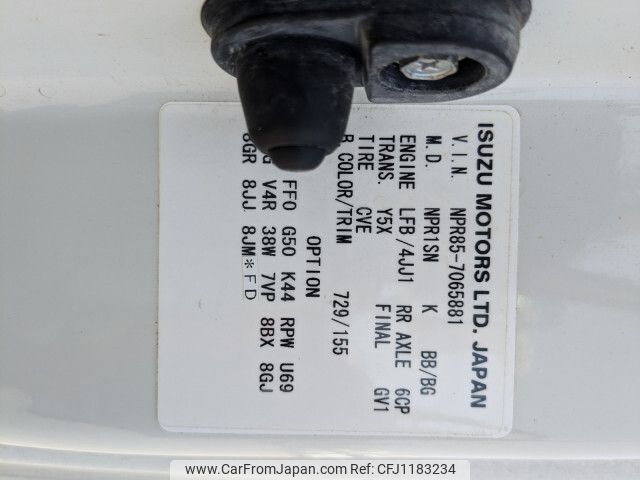 ISUZU MOTORS LTD. JAPAN
V.I.N. NPR85-7065881
M.D. NPR1SN K BB/BG
ENGINE LFB/4JJ1 RR AXLE 6CP
TRANS. Y5X FINAL GV1
TIRE CVE
COLOR/TRIM 729/155
OPTION
FF0 G50 K44 RPW U69
V4R 38W 7VP 8BX 8GJ
8GR 8JJ 8JM*FD
www.CarFromJapan.com - CFJ1183234